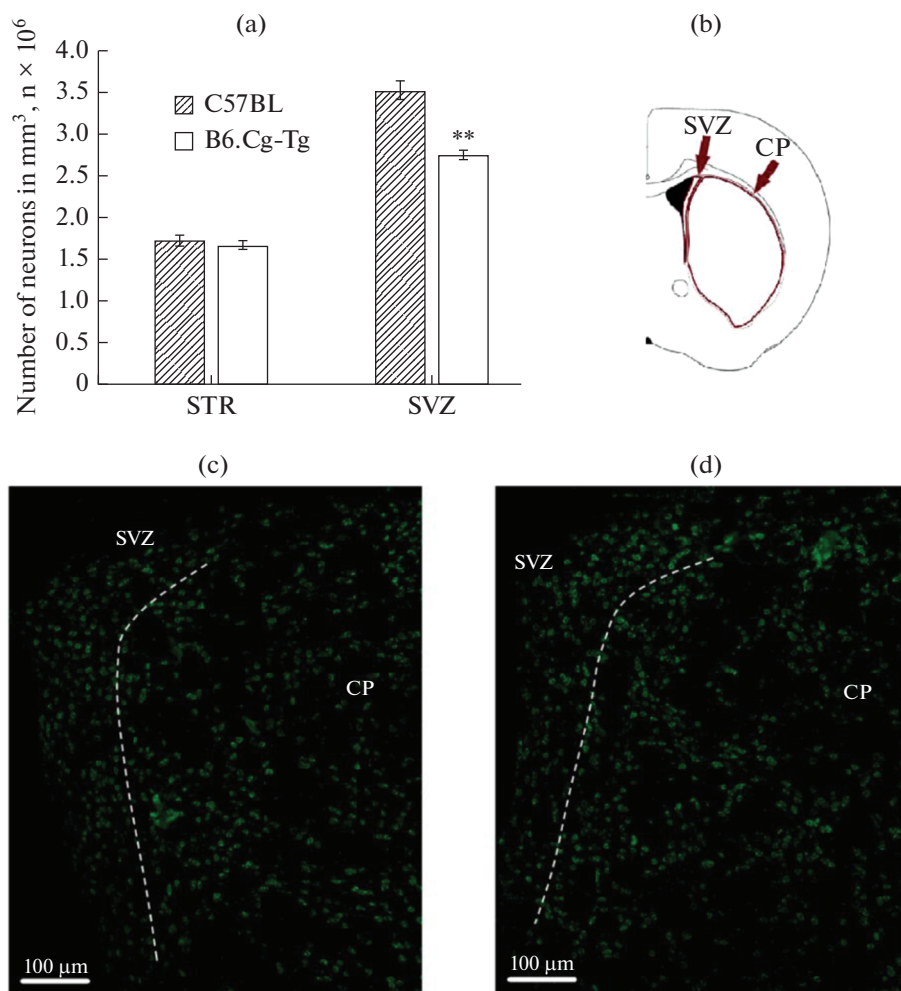 (a)
Number of neurons in mm³, n × 10⁶
4.0
3.5
3.0
2.5
2.0
1.5
1.0
0.5
0
C57BL
B6.Cg-Tg
**
STR
SVZ
(b)
SVZ
CP
(c)
SVZ
CP
100 μm
(d)
SVZ
CP
100 μm